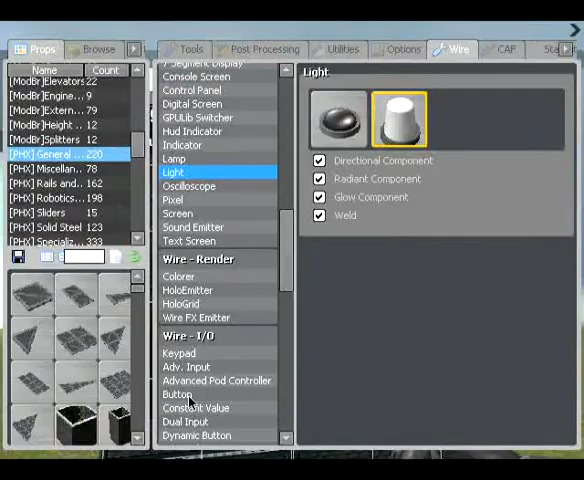 Props
Browse
Tools
Post Processing
Utilities
Options
Wire
CAF
Name
Count
[ModBr]Elevators 22
[ModBr]Engine... 9
[ModBr]Extern... 79
[ModBr]Height ... 12
[ModBr]Splitters 12
[PHX] General ... 220
[PHX] Miscellan... 78
[PHX] Rails and... 162
[PHX] Robotics... 198
[PHX] Sliders 15
[PHX] Solid Steel 123
[PHX] Specializ... 333
7 Segment Display
Console Screen
Control Panel
Digital Screen
GPULib Switcher
Hud Indicator
Indicator
Lamp
Light
Oscilloscope
Pixel
Screen
Sound Emitter
Text Screen
Wire - Render
Colorer
HoloEmitter
HoloGrid
Wire FX Emitter
Wire - I/O
Keypad
Adv. Input
Advanced Pod Controller
Button
Constant Value
Dual Input
Dynamic Button
Light
Directional Component
Radiant Component
Glow Component
Weld